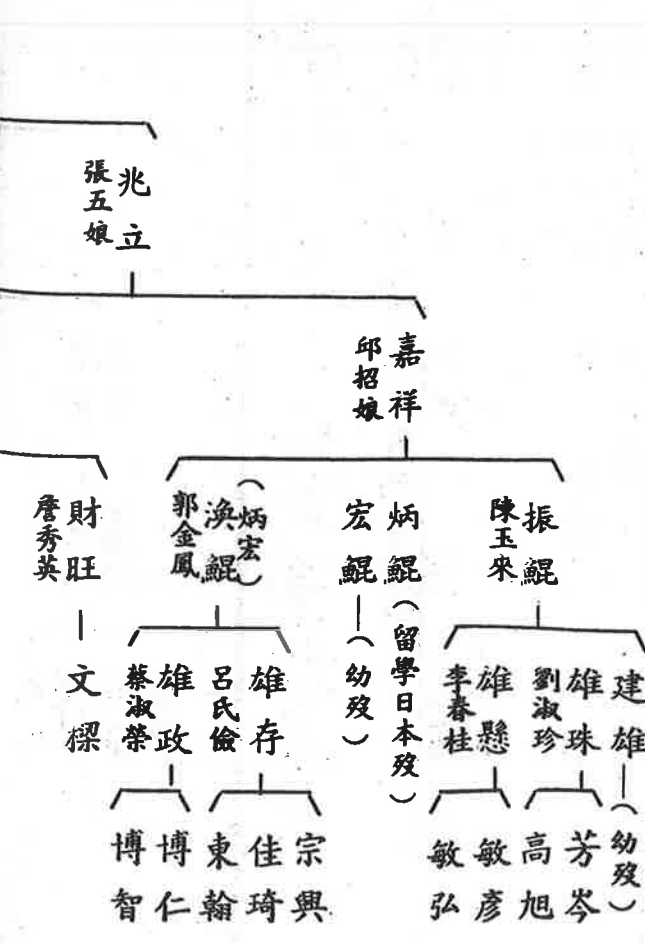 兆立
張五娘
嘉祥
邱招娘
振鯤
陳玉來
炳鯤（留學日本歿）
宏鯤（幼歿）
（炳宏）
渙鯤
郭金鳳
財旺
詹秀英
建雄（幼歿）
雄珠
劉淑珍
雄懸
李春桂
雄存
呂氏儉
雄政
蔡淑榮
文樑
芳岑
高旭
敏彥
敏弘
宗興
佳琦
東翰
博仁
博智